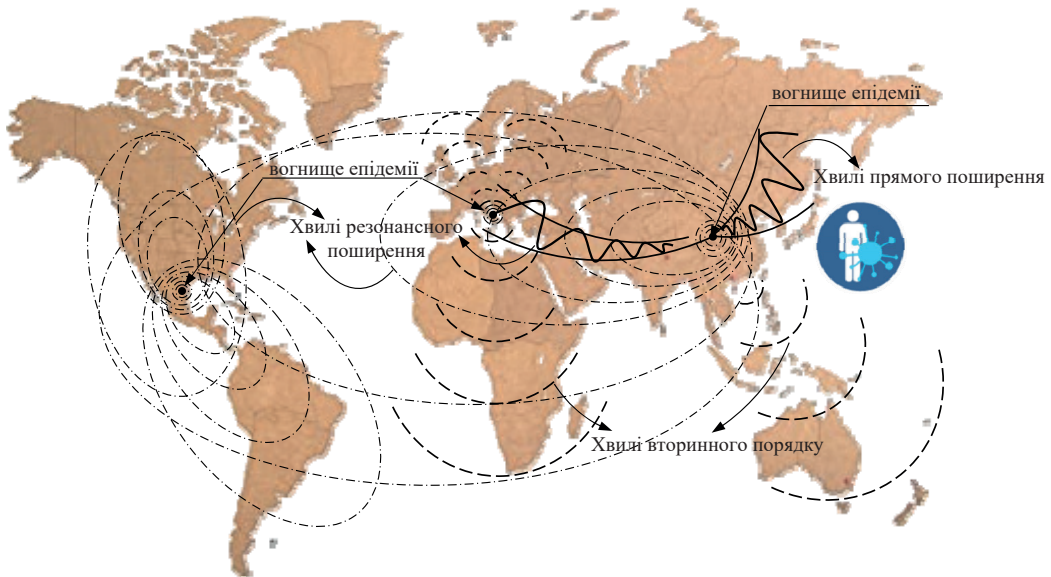 вогнище епідемії
вогнище епідемії
Хвилі прямого поширення
Хвилі резонансного
поширення
Хвилі вторинного порядку